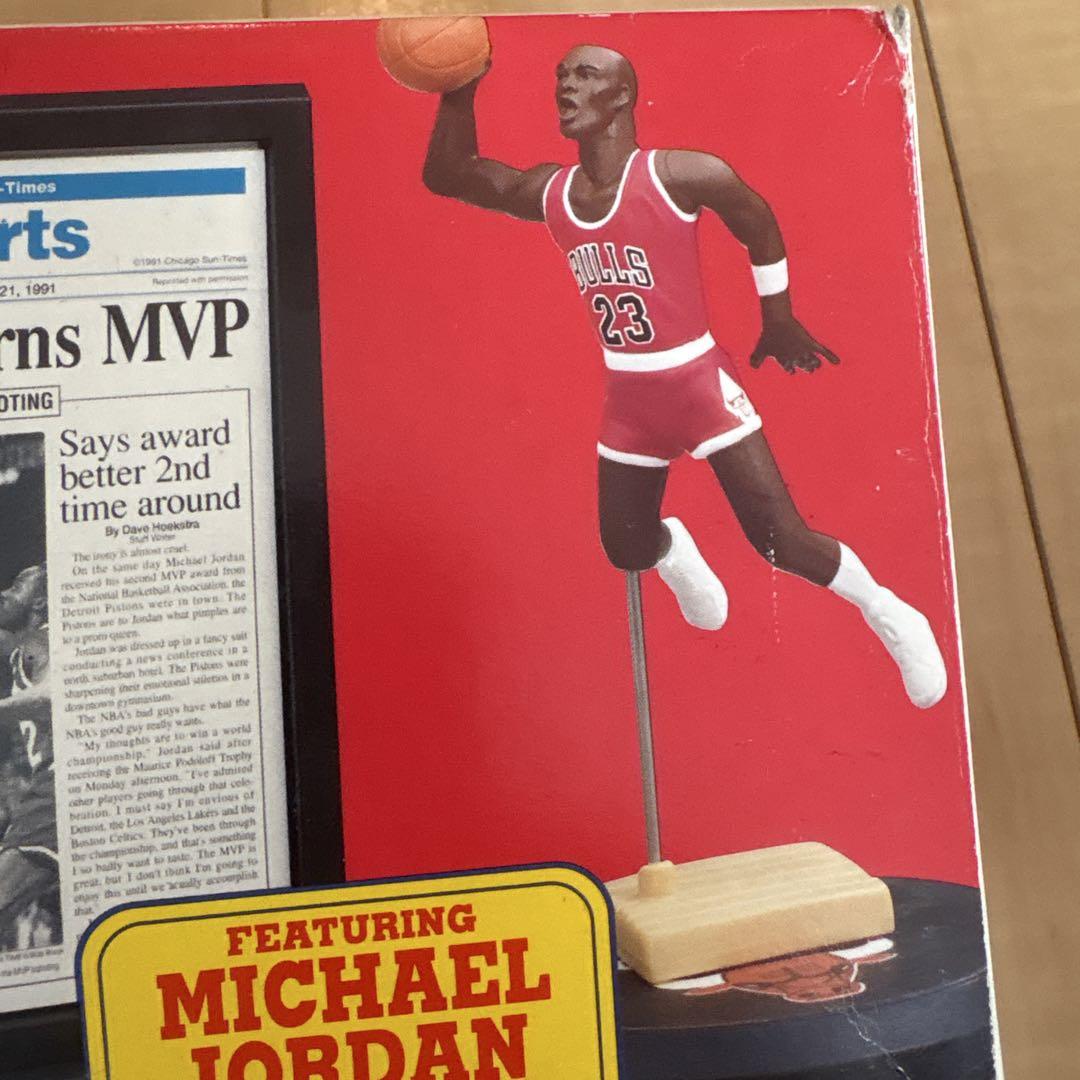 -Times
rts
©1991 Chicago Sun-Times
21, 1991
Reprinted with permission
rns MVP
OTING
Says award
better 2nd
time around
By Dave Hoekstra
Staff Writer
The irony is almost cruel.
On the same day Michael Jordan
received his second MVP award from
the National Basketball Association, the
Detroit Pistons were in town. The
Pistons are to Jordan what pimples are
to a prom queen.
Jordan was dressed up in a fancy suit
conducting a news conference in a
north suburban hotel. The Pistons were
sharpening their emotional stilettos in a
downtown gymnasium.
The NBA's bad guys have what the
NBA's good guy really wants.
"My thoughts are to win a world
championship," Jordan said after
receiving the Maurice Podoloff Trophy
on Monday afternoon. "I've admired
other players going through that cele-
bration. I must say I'm envious of
Detroit, the Los Angeles Lakers and the
Boston Celtics. They've been through
the championship, and that's something
I so badly want to taste. The MVP is
great, but I don't think I'm going to
enjoy this until we actually accomplish
that.
2
BULLS
23
FEATURING
MICHAEL
JORDAN